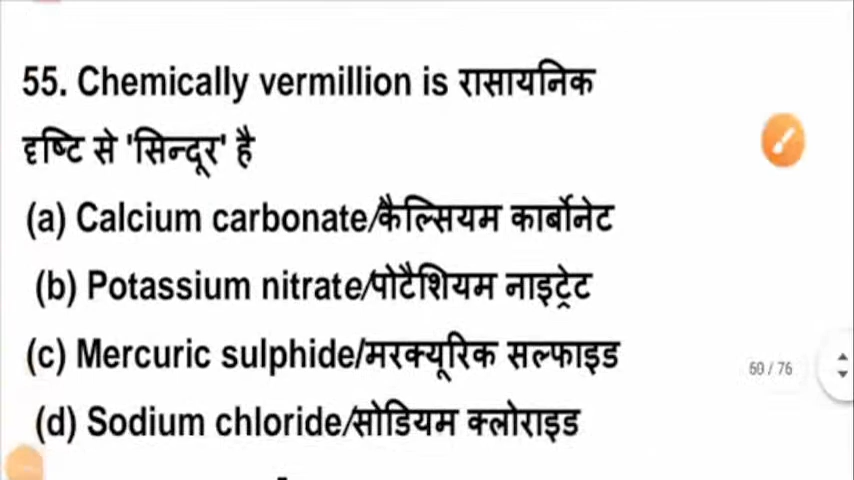 55. Chemically vermillion is रासायनिक
दृष्टि से 'सिन्दूर' है
(a) Calcium carbonate/कैल्सियम कार्बोनेट
(b) Potassium nitrate/पोटैशियम नाइट्रेट
(c) Mercuric sulphide/मरक्यूरिक सल्फाइड
60 / 76
(d) Sodium chloride/सोडियम क्लोराइड